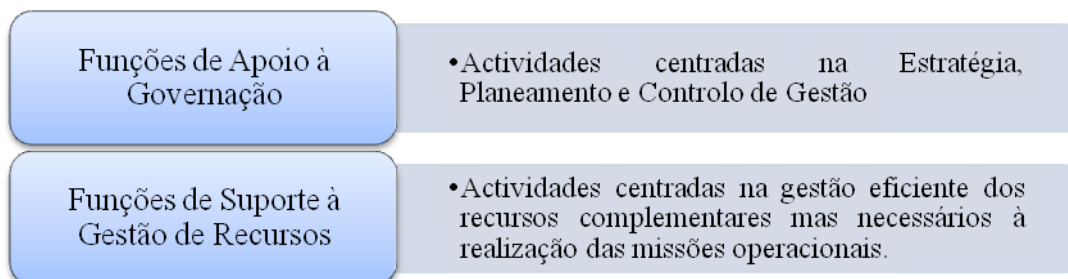 Funções de Apoio à
Governação
•Actividades centradas na Estratégia,
Planeamento e Controlo de Gestão
Funções de Suporte à
Gestão de Recursos
•Actividades centradas na gestão eficiente dos
recursos complementares mas necessários à
realização das missões operacionais.